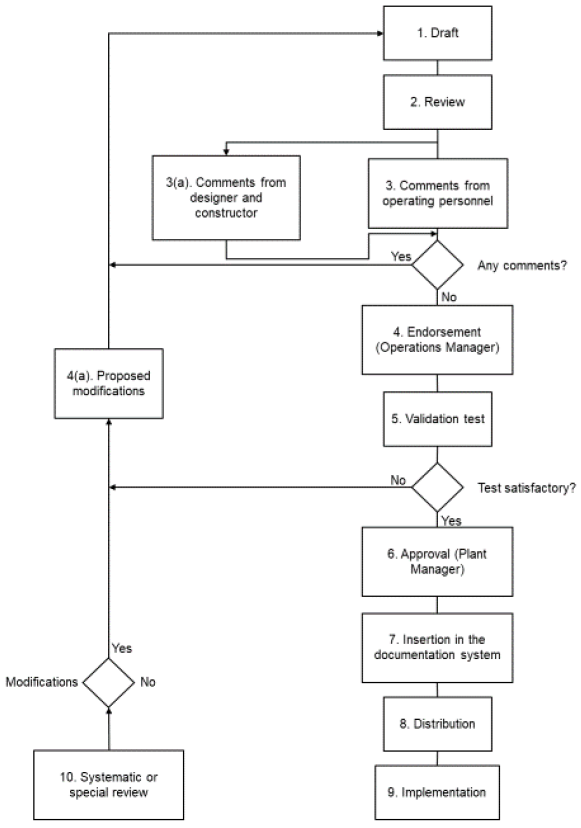 1. Draft
2. Review
3(a). Comments from
designer and
constructor
3. Comments from
operating personnel
Yes
Any comments?
No
4. Endorsement
(Operations Manager)
4(a). Proposed
modifications
5. Validation test
No
Test satisfactory?
Yes
6. Approval (Plant
Manager)
7. Insertion in the
documentation system
Yes
Modifications
No
8. Distribution
10. Systematic or
special review
9. Implementation